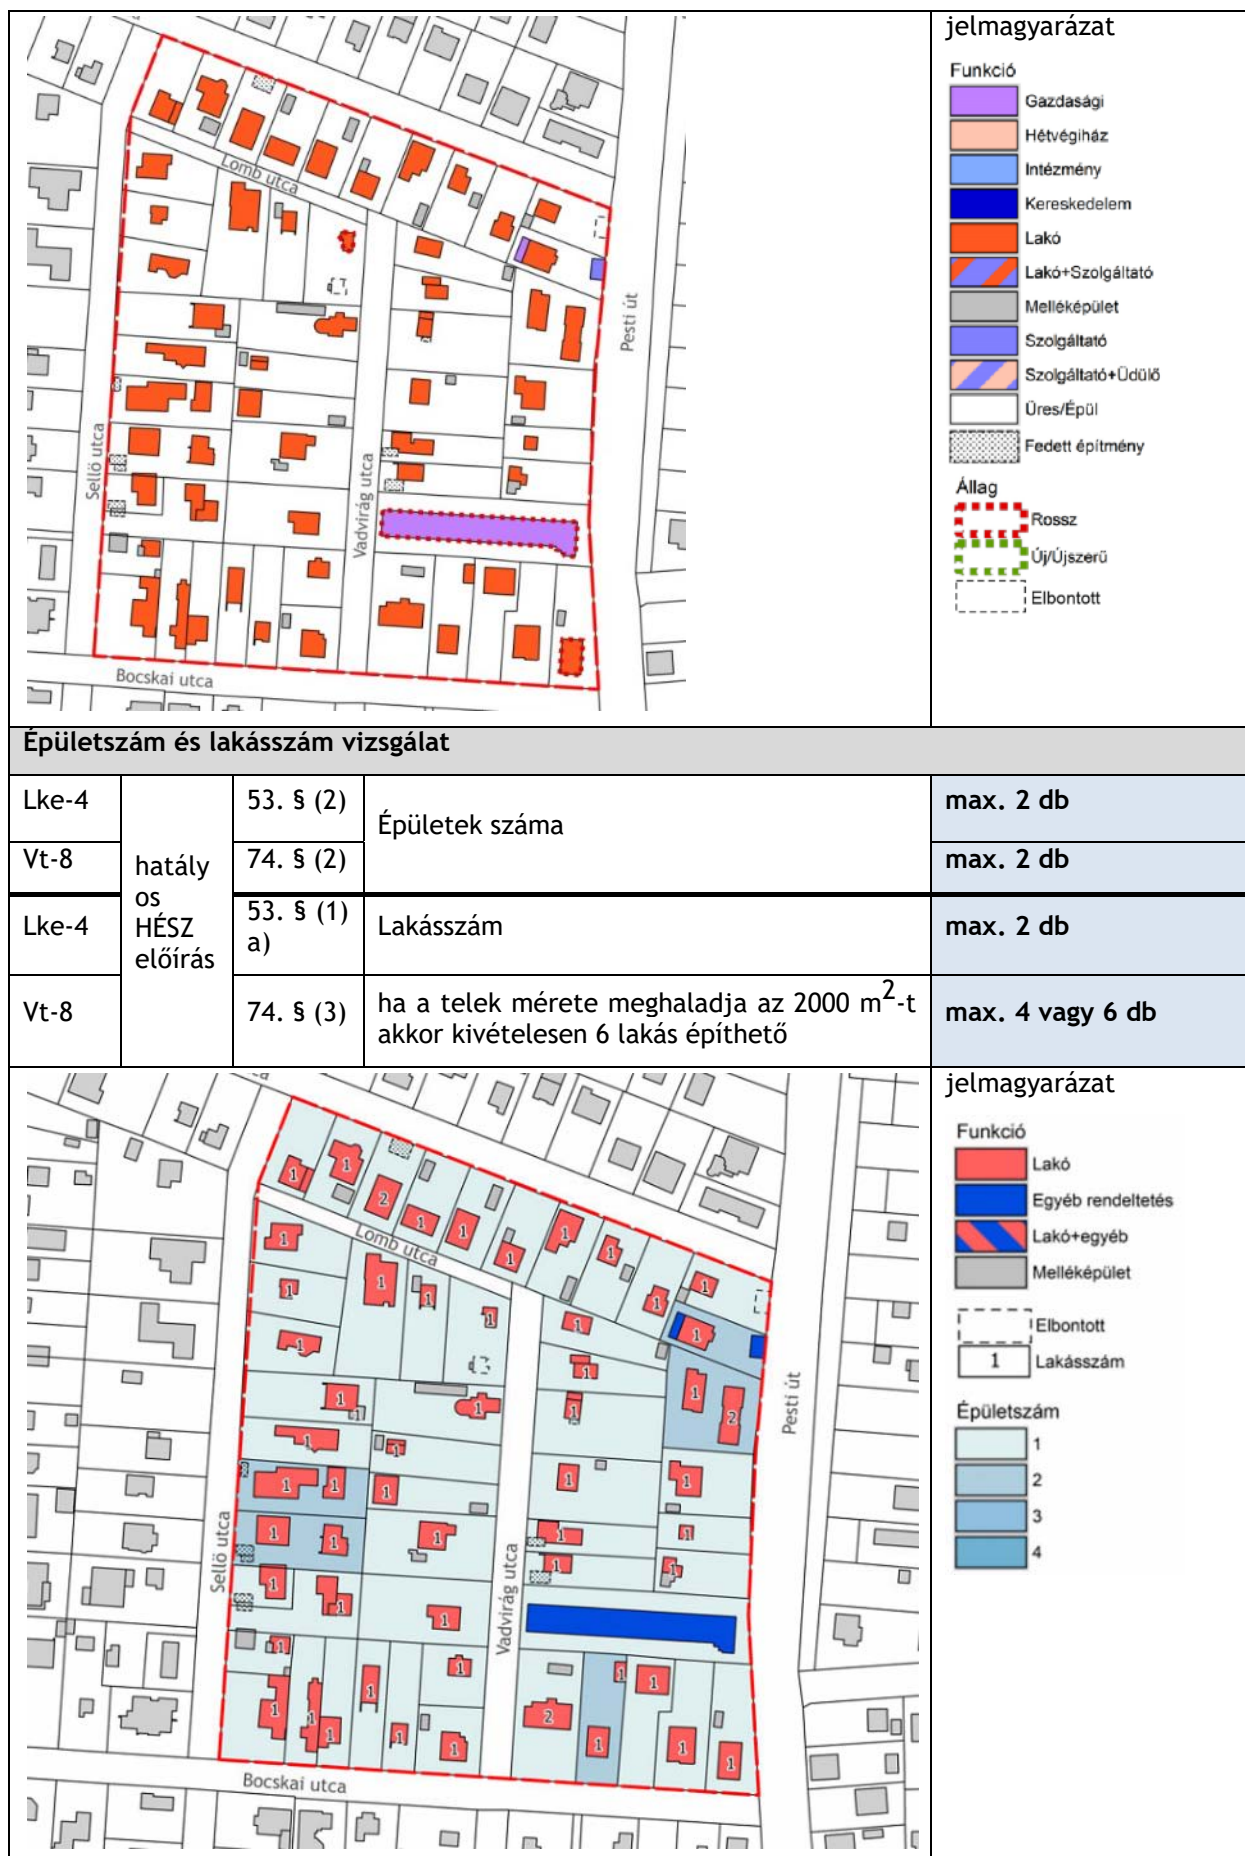 jelmagyarázat
Funkció
Gazdasági
Hétvégiház
Intézmény
Kereskedelem
Lakó
Lakó+Szolgáltató
Melléképület
Szolgáltató
Szolgáltató+Üdülő
Üres/Épül
Fedett építmény
Állag
Rossz
Új/Újszerű
Elbontott
Lomb utca
Pesti út
Sellő utca
Vadvirág utca
Bocskai utca
Épületszám és lakásszám vizsgálat
Lke-4
hatály
os
HÉSZ
előírás
53. § (2)
Épületek száma
max. 2 db
Vt-8
74. § (2)
max. 2 db
Lke-4
53. § (1)
a)
Lakásszám
max. 2 db
Vt-8
74. § (3)
ha a telek mérete meghaladja az 2000 m²-t
akkor kivételesen 6 lakás építhető
max. 4 vagy 6 db
jelmagyarázat
Funkció
Lakó
Egyéb rendeltetés
Lakó+egyéb
Melléképület
Elbontott
1 Lakásszám
Épületszám
1
2
3
4
Lomb utca
Pesti út
Sellő utca
Vadvirág utca
Bocskai utca